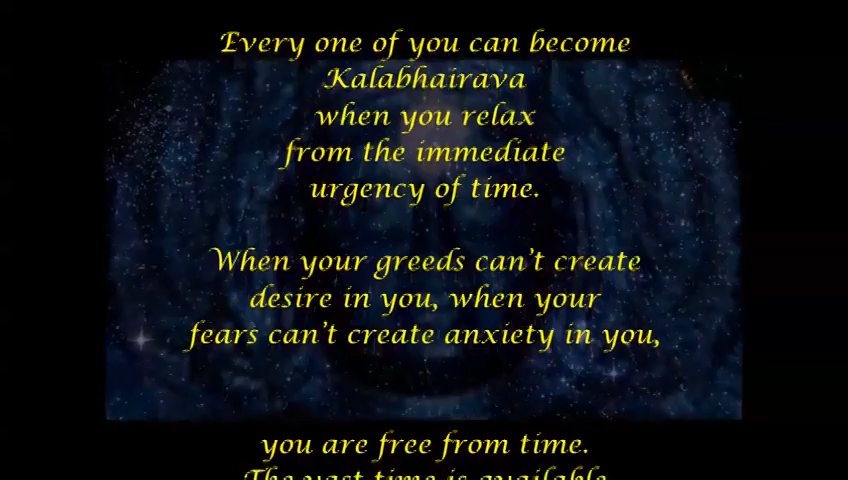 Every one of you can become
Kalabhairava
when you relax
from the immediate
urgency of time.
When your greeds can't create
desire in you, when your
fears can't create anxiety in you,
you are free from time.
The vast time is available